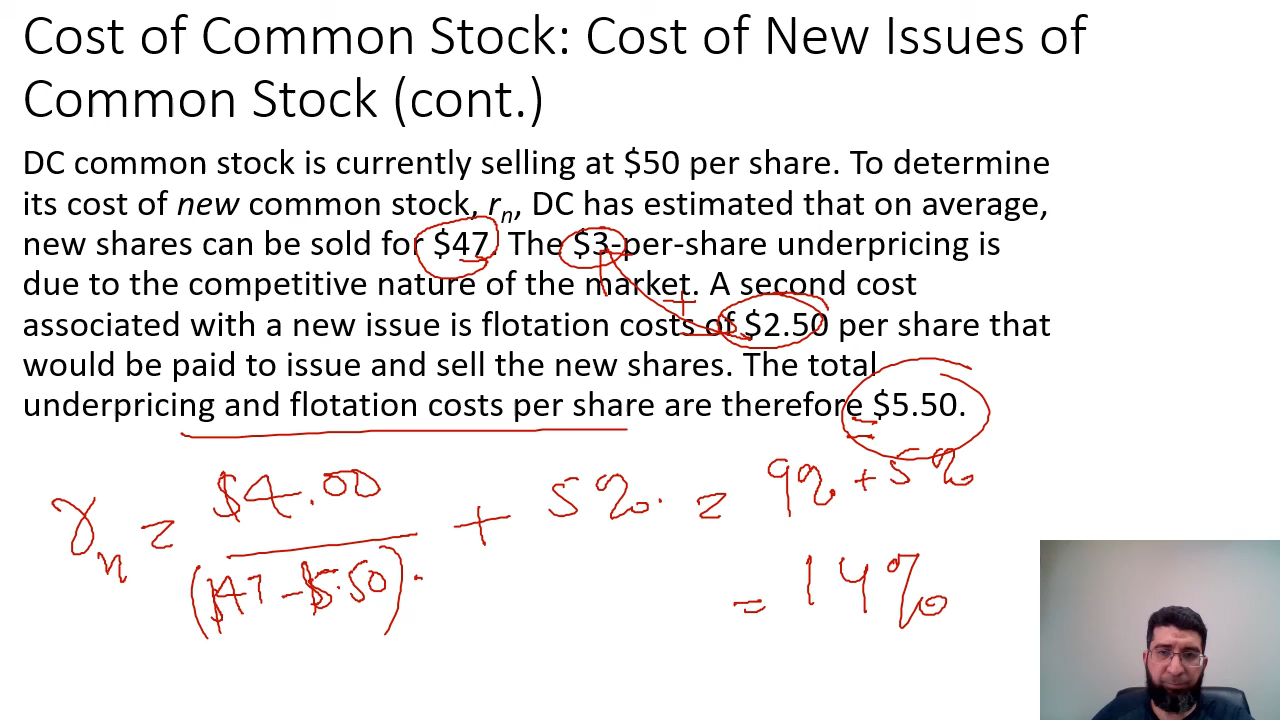 Cost of Common Stock: Cost of New Issues of
Common Stock (cont.)
DC common stock is currently selling at $50 per share. To determine
its cost of new common stock, rn, DC has estimated that on average,
new shares can be sold for $47. The $3-per-share underpricing is
due to the competitive nature of the market. A second cost
associated with a new issue is flotation costs of $2.50 per share that
would be paid to issue and sell the new shares. The total
underpricing and flotation costs per share are therefore $5.50.
+
rn = $4.00 / ($47 - $5.50) + 5% = 9% + 5%
= 14%